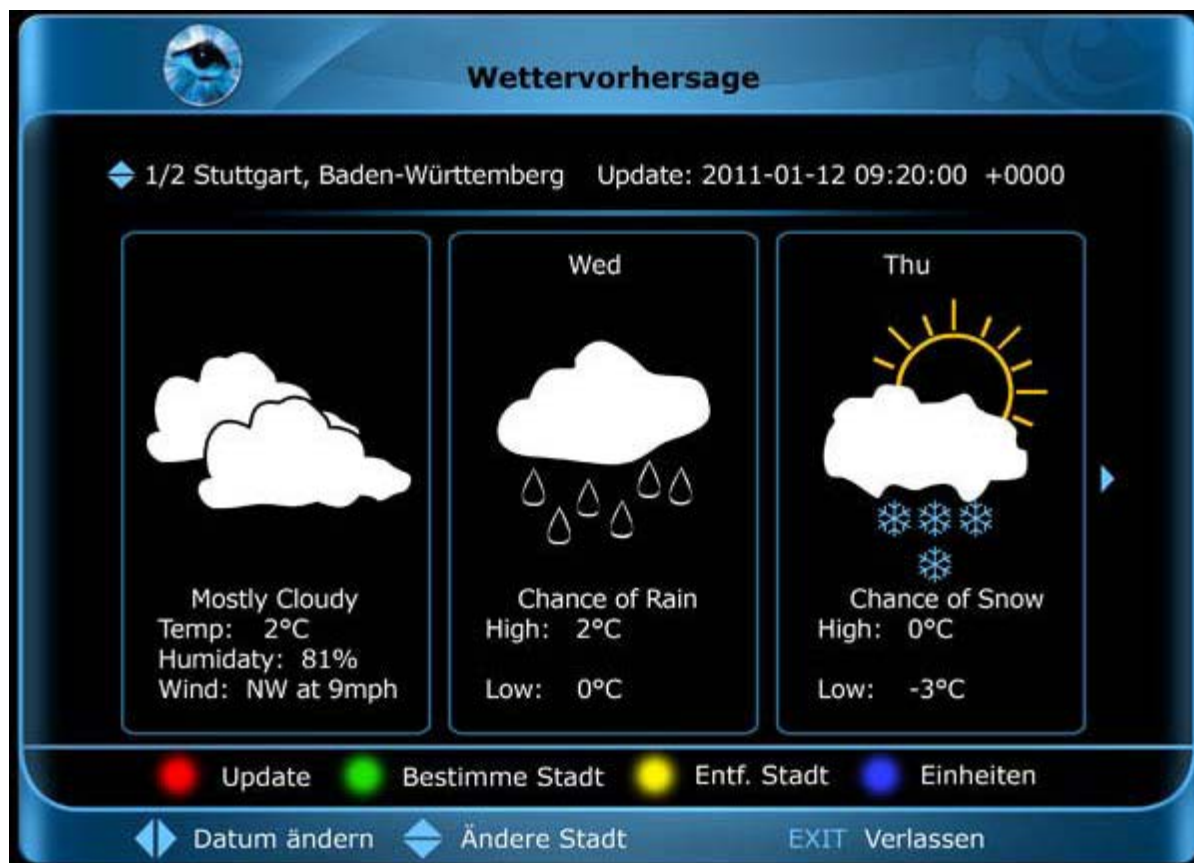 Wettervorhersage
1/2 Stuttgart, Baden-Württemberg Update: 2011-01-12 09:20:00 +0000
Mostly Cloudy
Temp: 2°C
Humidaty: 81%
Wind: NW at 9mph
Wed
Chance of Rain
High: 2°C
Low: 0°C
Thu
Chance of Snow
High: 0°C
Low: -3°C
Update Bestimme Stadt Entf. Stadt Einheiten
Datum ändern Ändere Stadt EXIT Verlassen